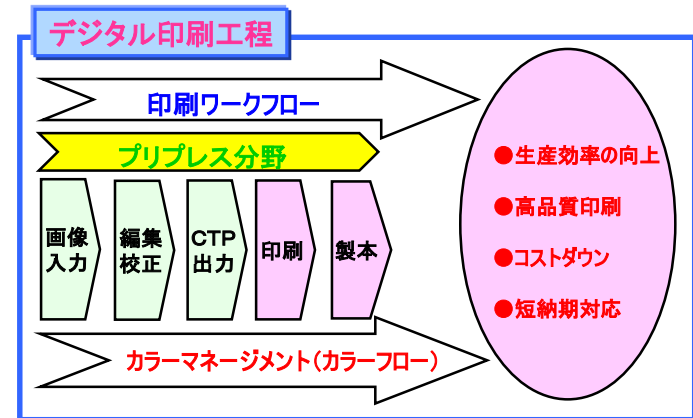 デジタル印刷工程
印刷ワークフロー
プリプレス分野
画像
入力
編集
校正
CTP
出力
印刷
製本
カラーマネージメント(カラーフロー)
●生産効率の向上
●高品質印刷
●コストダウン
●短納期対応